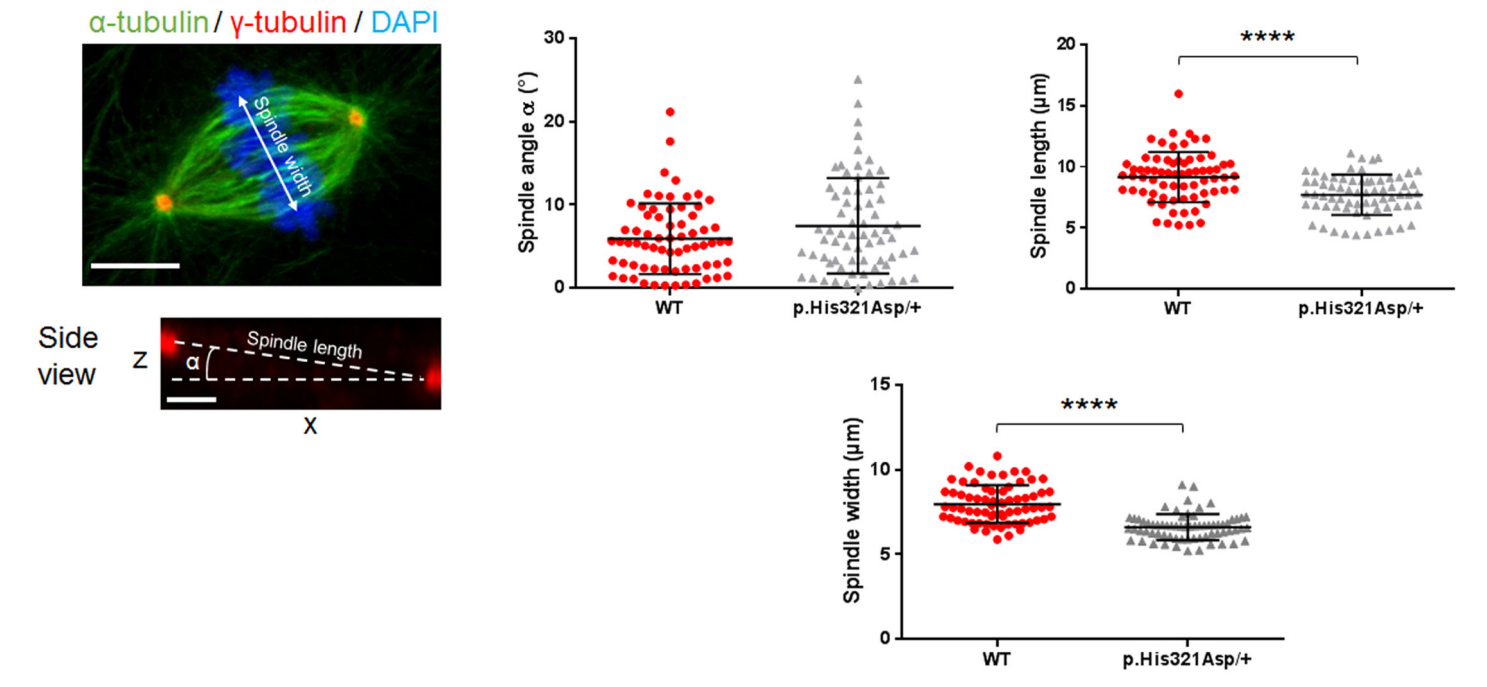 α-tubulin / γ-tubulin / DAPI
Spindle width
Side
view
Z
α
Spindle length
X
Spindle angle α (°)
30
20
10
0
WT
p.His321Asp/+
Spindle length (μm)
20
15
10
5
0
****
WT
p.His321Asp/+
Spindle width (μm)
15
10
5
0
****
WT
p.His321Asp/+